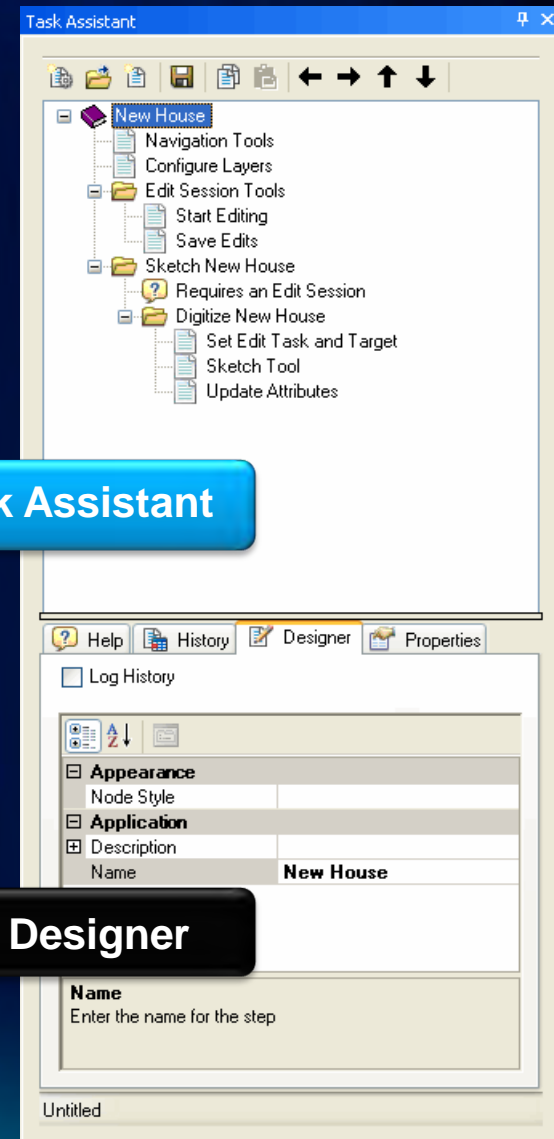 Task Assistant
New House
Navigation Tools
Configure Layers
Edit Session Tools
Start Editing
Save Edits
Sketch New House
Requires an Edit Session
Digitize New House
Set Edit Task and Target
Sketch Tool
Update Attributes
k Assistant
Help History Designer Properties
Log History
Appearance
Node Style
Application
Description
Name New House
Designer
Name
Enter the name for the step
Untitled